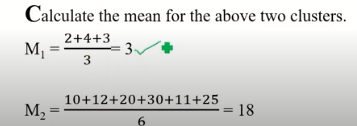 Calculate the mean for the above two clusters.
M₁ = (2+4+3)/3 = 3
M₂ = (10+12+20+30+11+25)/6 = 18